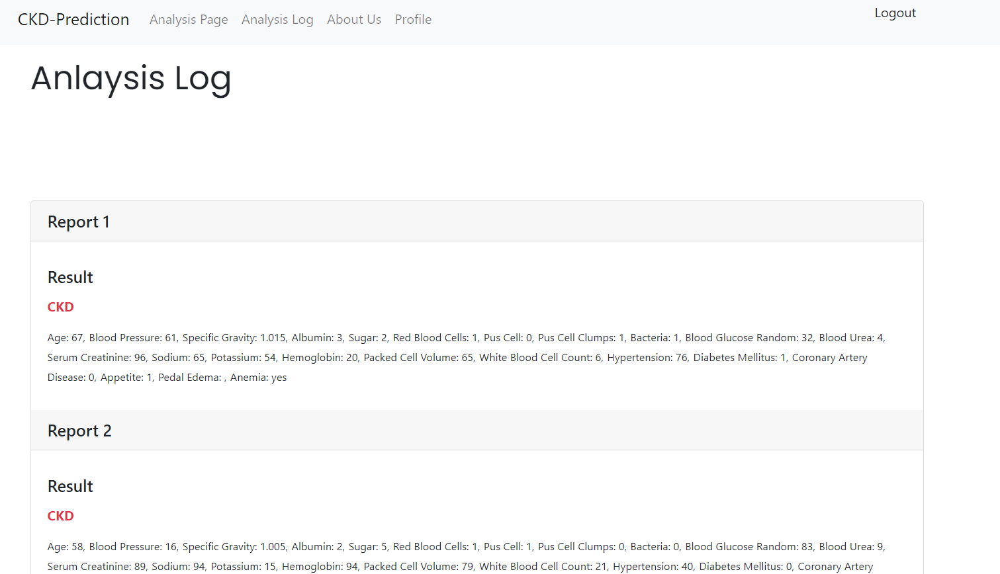 CKD-Prediction Analysis Page Analysis Log About Us Profile Logout
Anlaysis Log
Report 1
Result
CKD
Age: 67, Blood Pressure: 61, Specific Gravity: 1.015, Albumin: 3, Sugar: 2, Red Blood Cells: 1, Pus Cell: 0, Pus Cell Clumps: 1, Bacteria: 1, Blood Glucose Random: 32, Blood Urea: 4,
Serum Creatinine: 96, Sodium: 65, Potassium: 54, Hemoglobin: 20, Packed Cell Volume: 65, White Blood Cell Count: 6, Hypertension: 76, Diabetes Mellitus: 1, Coronary Artery
Disease: 0, Appetite: 1, Pedal Edema: , Anemia: yes
Report 2
Result
CKD
Age: 58, Blood Pressure: 16, Specific Gravity: 1.005, Albumin: 2, Sugar: 5, Red Blood Cells: 1, Pus Cell: 1, Pus Cell Clumps: 0, Bacteria: 0, Blood Glucose Random: 83, Blood Urea: 9,
Serum Creatinine: 89, Sodium: 94, Potassium: 15, Hemoglobin: 94, Packed Cell Volume: 79, White Blood Cell Count: 21, Hypertension: 40, Diabetes Mellitus: 0, Coronary Artery